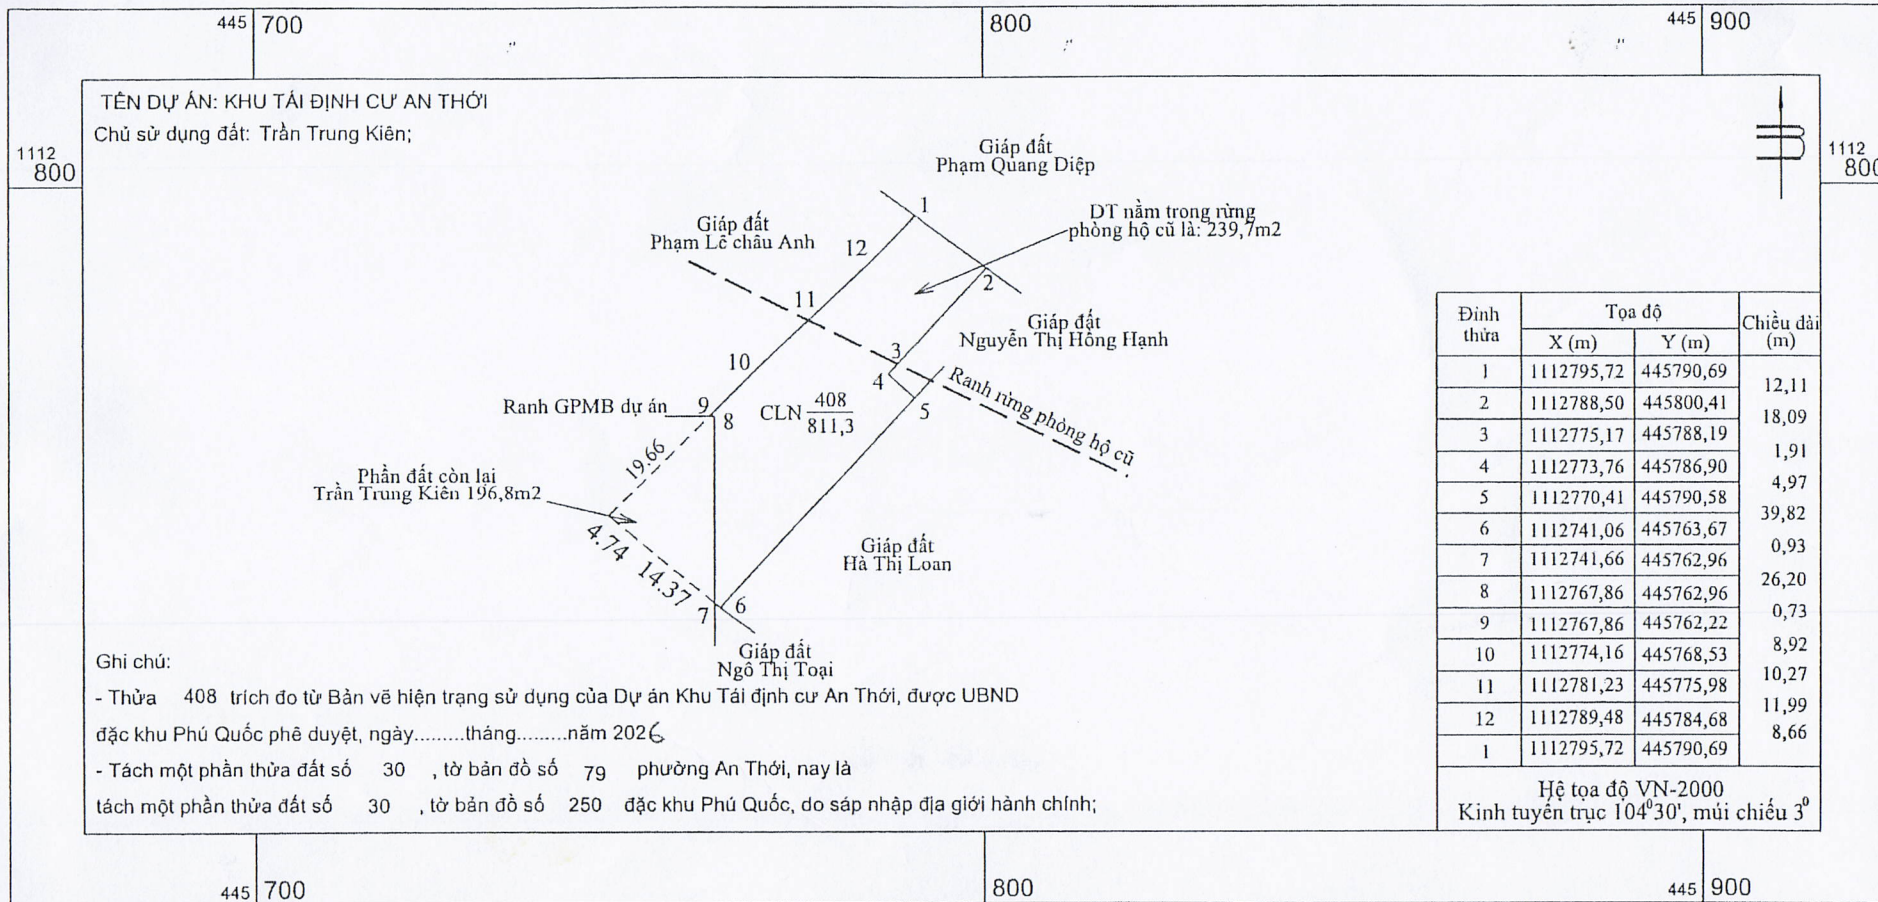 445 700
800
445 900
TÊN DỰ ÁN: KHU TÁI ĐỊNH CƯ AN THỚI
Chủ sử dụng đất: Trần Trung Kiên;
1112
800
1112
800
Giáp đất
Phạm Quang Diệp
1
DT nằm trong rừng
phòng hộ cũ là: 239,7m2
Giáp đất
Phạm Lê châu Anh
12
2
11
Giáp đất
Nguyễn Thị Hồng Hạnh
3
10
4
Ranh rừng phòng hộ cũ
Ranh GPMB dự án
9
8
CLN 408
811,3
5
19.66
Phần đất còn lại
Trần Trung Kiên 196,8m2
4.74
14.37
Giáp đất
Hà Thị Loan
7
6
Giáp đất
Ngô Thị Toại
Đỉnh thửa Tọa độ Chiều dài (m)
X (m) Y (m)
1 1112795,72 445790,69
12,11
2 1112788,50 445800,41
18,09
3 1112775,17 445788,19
1,91
4 1112773,76 445786,90
4,97
5 1112770,41 445790,58
39,82
6 1112741,06 445763,67
0,93
7 1112741,66 445762,96
26,20
8 1112767,86 445762,96
0,73
9 1112767,86 445762,22
8,92
10 1112774,16 445768,53
10,27
11 1112781,23 445775,98
11,99
12 1112789,48 445784,68
8,66
1 1112795,72 445790,69
Hệ tọa độ VN-2000
Kinh tuyến trục 104⁰30', múi chiếu 3⁰
Ghi chú:
- Thửa 408 trích đo từ Bản vẽ hiện trạng sử dụng của Dự án Khu Tái định cư An Thới, được UBND
đặc khu Phú Quốc phê duyệt, ngày.........tháng.........năm 2026
- Tách một phần thửa đất số 30 , tờ bản đồ số 79 phường An Thới, nay là
tách một phần thửa đất số 30 , tờ bản đồ số 250 đặc khu Phú Quốc, do sáp nhập địa giới hành chính;
445 700
800
445 900